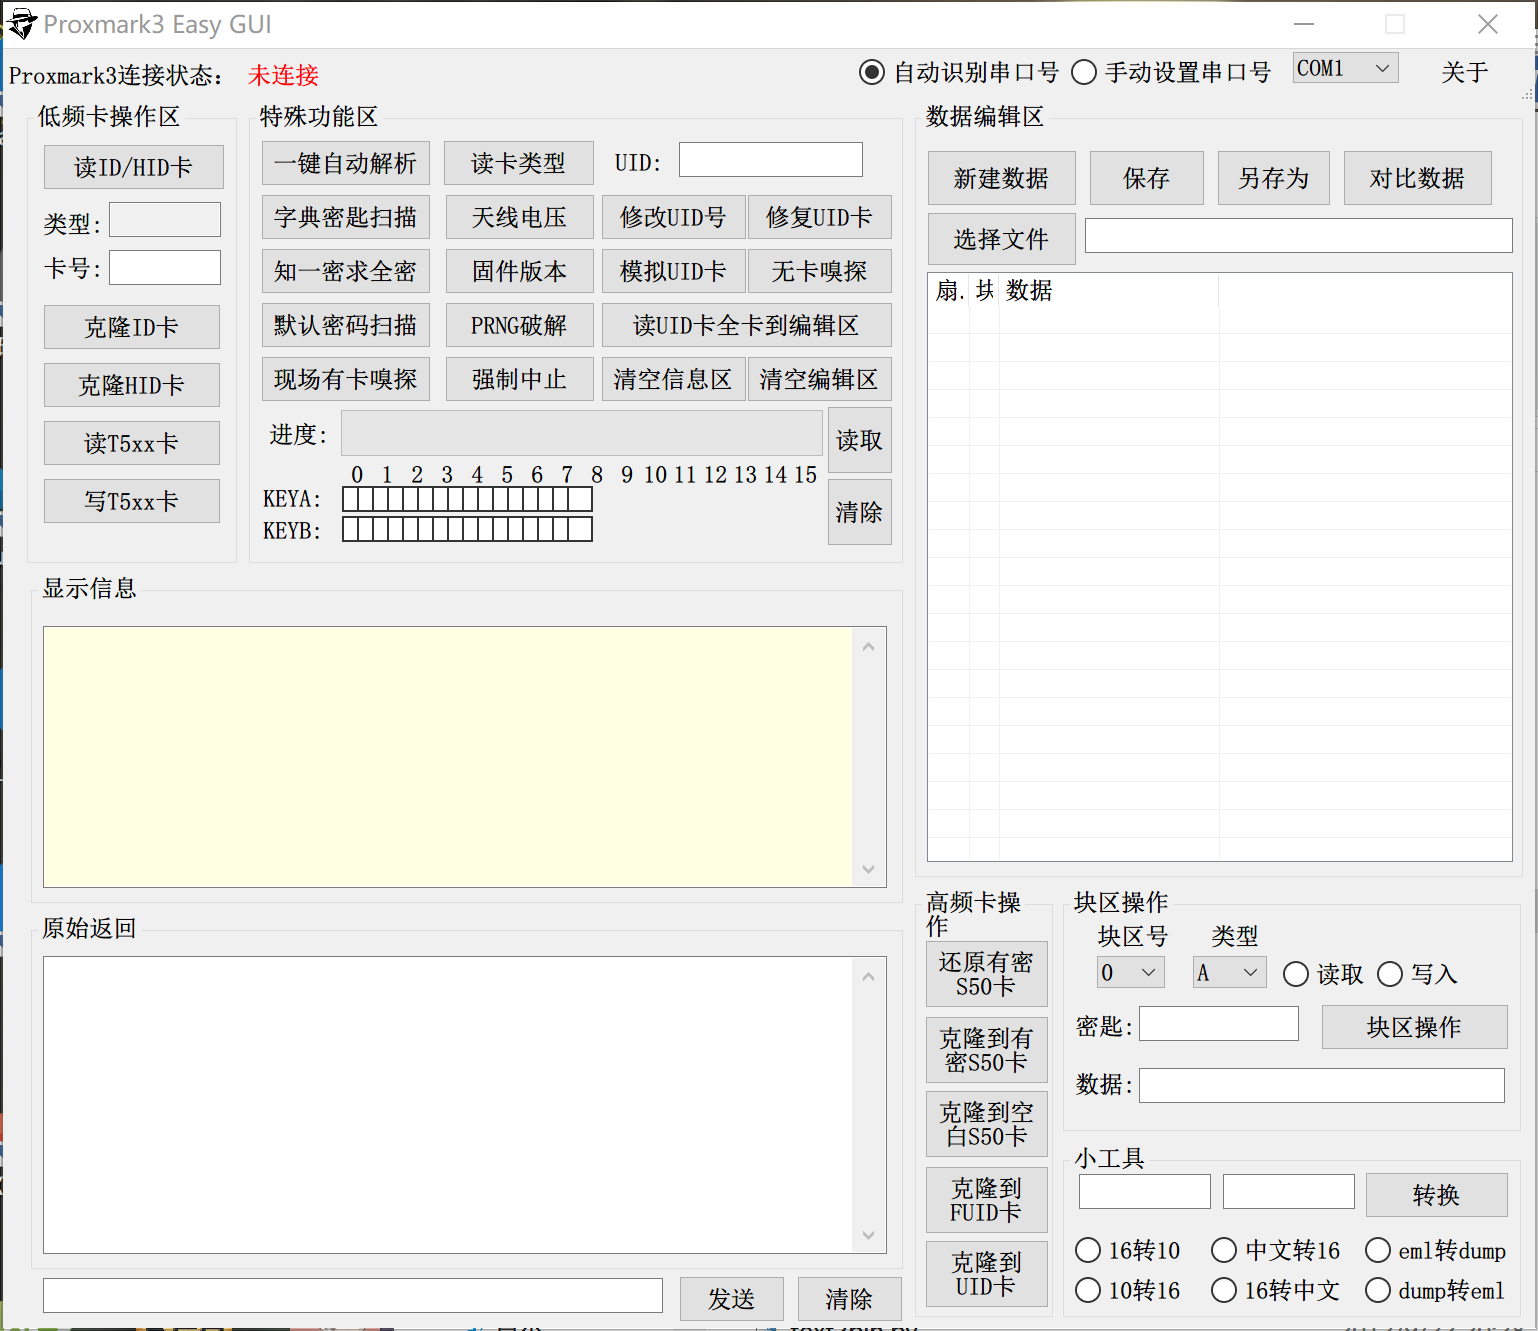 Proxmark3 Easy GUI
Proxmark3连接状态： 未连接
自动识别串口号 手动设置串口号 COM1 关于
低频卡操作区
读ID/HID卡
类型:
卡号:
克隆ID卡
克隆HID卡
读T5xx卡
写T5xx卡
特殊功能区
一键自动解析 读卡类型 UID:
字典密匙扫描 天线电压 修改UID号 修复UID卡
知一密求全密 固件版本 模拟UID卡 无卡嗅探
默认密码扫描 PRNG破解 读UID卡全卡到编辑区
现场有卡嗅探 强制中止 清空信息区 清空编辑区
进度: 读取
0 1 2 3 4 5 6 7 8 9 10 11 12 13 14 15
KEYA:
KEYB:
清除
数据编辑区
新建数据 保存 另存为 对比数据
选择文件
扇. 块 数据
显示信息
原始返回
发送 清除
高频卡操
作
还原有密
S50卡
克隆到有
密S50卡
克隆到空
白S50卡
克隆到
FUID卡
克隆到
UID卡
块区操作
块区号 类型
0 A 读取 写入
密匙: 块区操作
数据:
小工具
转换
16转10 中文转16 eml转dump
10转16 16转中文 dump转eml